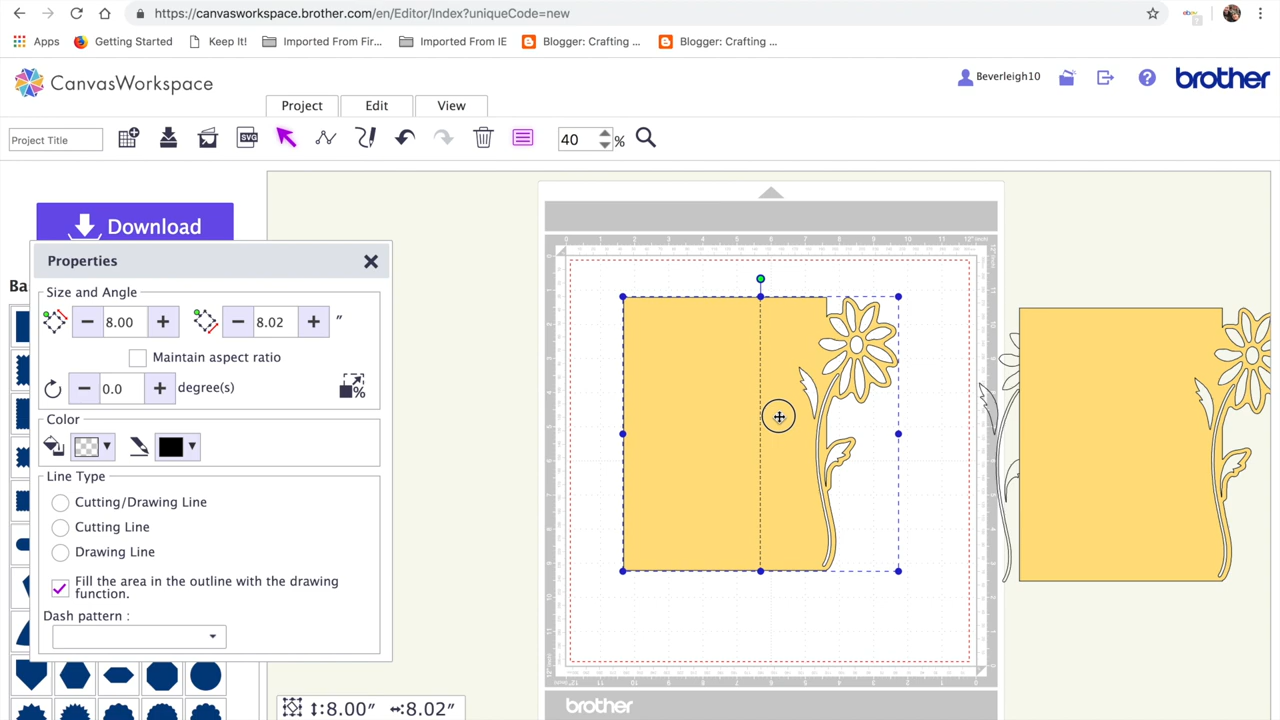 https://canvasworkspace.brother.com/en/Editor/Index?uniqueCode=new
Apps Getting Started Keep It! Imported From Fir... Imported From IE Blogger: Crafting ... Blogger: Crafting ...
CanvasWorkspace
Beverleigh10
brother
Project Edit View
Project Title
SVG
40 %
Download
Properties
Ba
Size and Angle
8.00
8.02 "
Maintain aspect ratio
0.0 degree(s)
%
Color
Line Type
Cutting/Drawing Line
Cutting Line
Drawing Line
Fill the area in the outline with the drawing
function.
Dash pattern :
↕:8.00" ↔:8.02"
brother